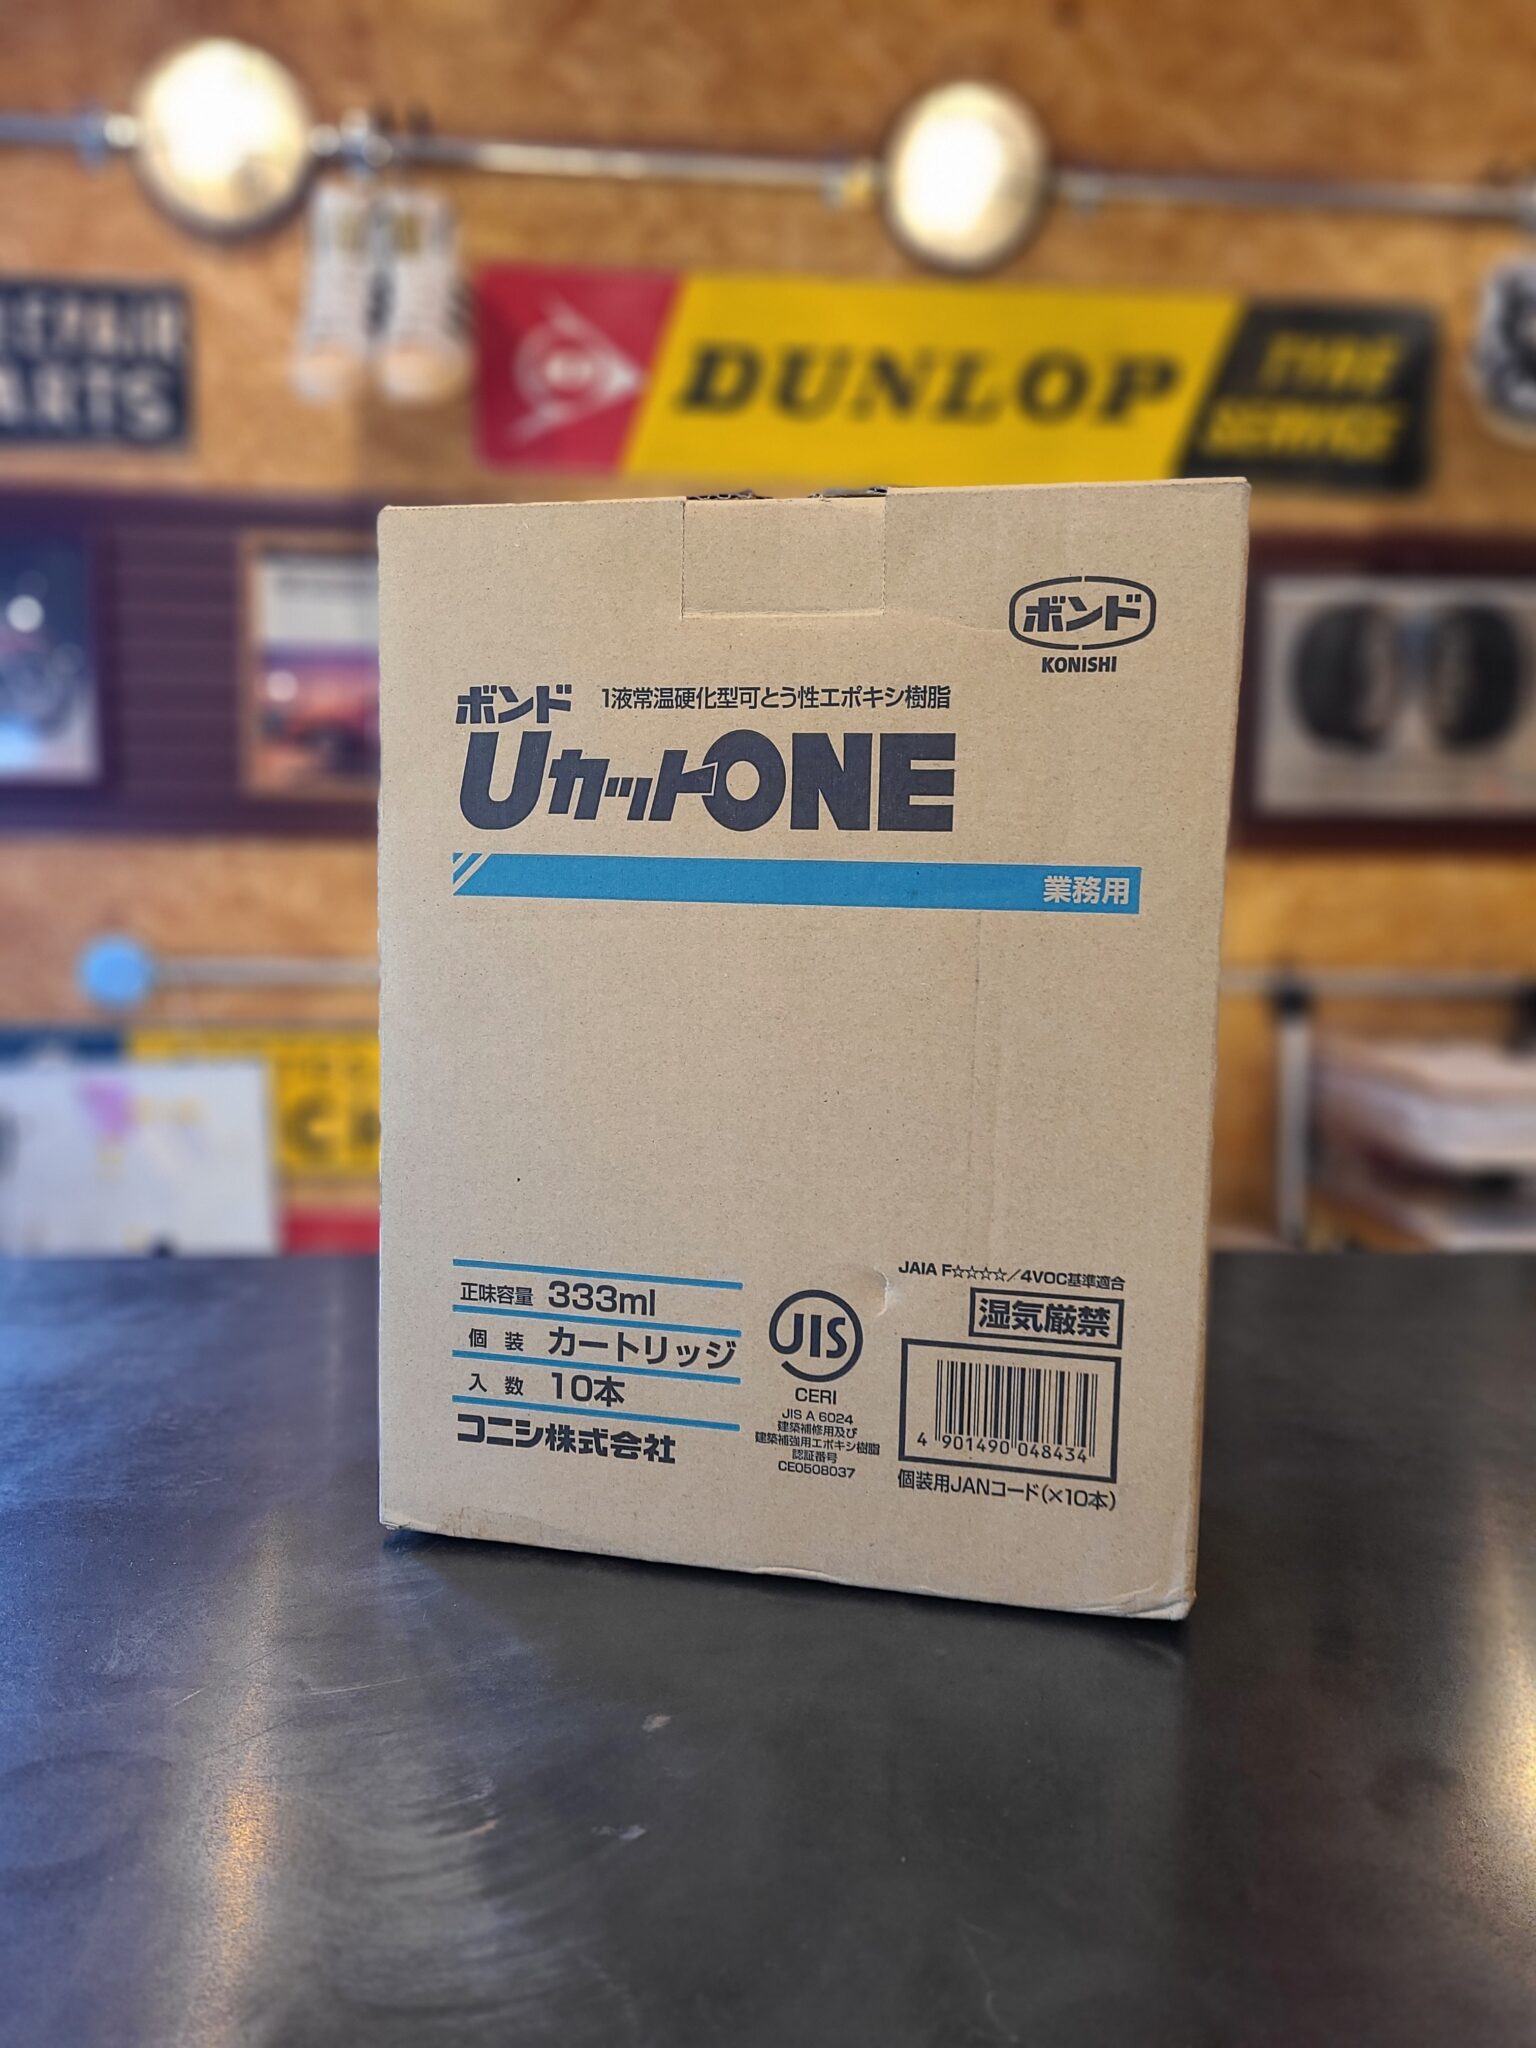 REPAIR
PARTS
DUNLOP
TYRE
SERVICE
ボンド
KONISHI
ボンド 1液常温硬化型可とう性エポキシ樹脂
UカットONE
業務用
正味容量 333ml
個装 カートリッジ
入数 10本
コニシ株式会社
JIS
CERI
JIS A 6024
建築補修用及び
建築補強用エポキシ樹脂
認証番号
CE0508037
JAIA F☆☆☆☆/4VOC基準適合
湿気厳禁
4 901490 048434
個装用JANコード(×10本)